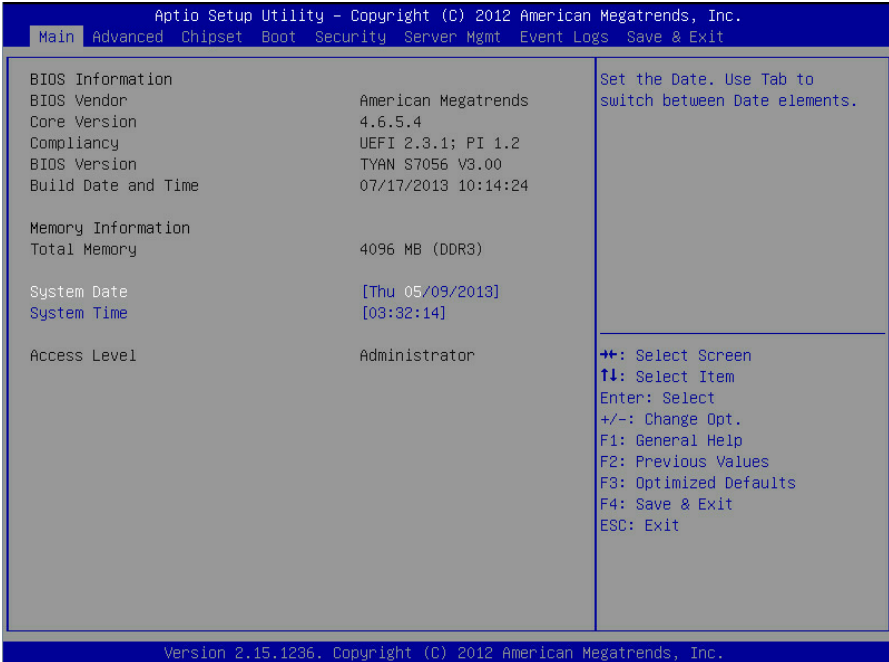 Aptio Setup Utility – Copyright (C) 2012 American Megatrends, Inc.
Main Advanced Chipset Boot Security Server Mgmt Event Logs Save & Exit
BIOS Information
BIOS Vendor American Megatrends
Core Version 4.6.5.4
Compliancy UEFI 2.3.1; PI 1.2
BIOS Version TYAN S7056 V3.00
Build Date and Time 07/17/2013 10:14:24
Memory Information
Total Memory 4096 MB (DDR3)
System Date [Thu 05/09/2013]
System Time [03:32:14]
Access Level Administrator
Set the Date. Use Tab to
switch between Date elements.
→←: Select Screen
↑↓: Select Item
Enter: Select
+/-: Change Opt.
F1: General Help
F2: Previous Values
F3: Optimized Defaults
F4: Save & Exit
ESC: Exit
Version 2.15.1236. Copyright (C) 2012 American Megatrends, Inc.